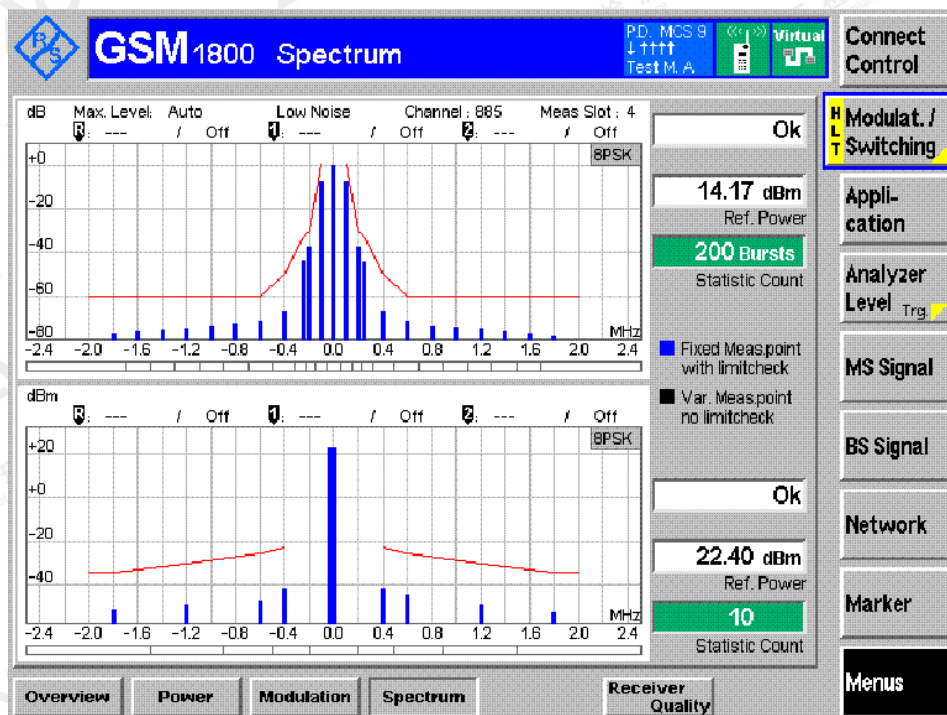 R&S
GSM 1800 Spectrum
P.D. MCS 9
↓↑↑↑↑
Test M. A
Virtual
Connect
Control
dB Max. Level: Auto Low Noise Channel : 885 Meas Slot : 4
R: --- / Off 1: --- / Off 2: --- / Off
8PSK
+0
-20
-40
-60
-80
MHz
-2.4 -2.0 -1.6 -1.2 -0.8 -0.4 0.0 0.4 0.8 1.2 1.6 2.0 2.4
Ok
14.17 dBm
Ref. Power
200 Bursts
Statistic Count
Fixed Meas.point
with limitcheck
Var. Meas.point
no limitcheck
dBm
R: --- / Off 1: --- / Off 2: --- / Off
8PSK
+20
+0
-20
-40
MHz
-2.4 -2.0 -1.6 -1.2 -0.8 -0.4 0.0 0.4 0.8 1.2 1.6 2.0 2.4
Ok
22.40 dBm
Ref. Power
10
Statistic Count
HLT
Modulat. /
Switching
Appli-
cation
Analyzer
Level Trg.
MS Signal
BS Signal
Network
Marker
Menus
Overview Power Modulation Spectrum Receiver
Quality